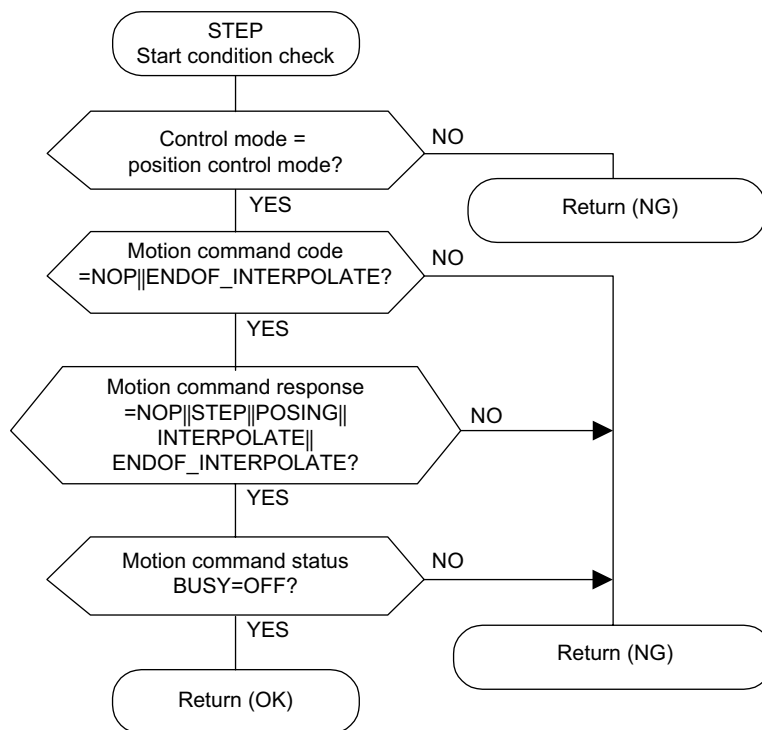 STEP
Start condition check
Control mode =
position control mode?
NO
Return (NG)
YES
Motion command code
=NOP||ENDOF_INTERPOLATE?
NO
YES
Motion command response
=NOP||STEP||POSING||
INTERPOLATE||
ENDOF_INTERPOLATE?
NO
YES
Motion command status
BUSY=OFF?
NO
YES
Return (NG)
Return (OK)